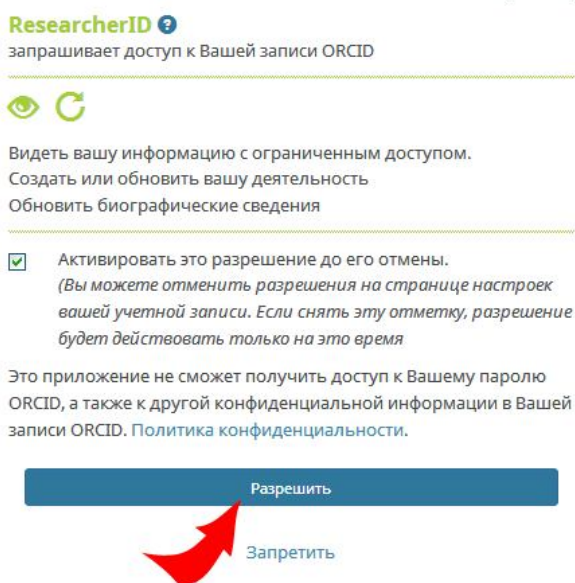 ResearcherID ?
запрашивает доступ к Вашей записи ORCID
Видеть вашу информацию с ограниченным доступом.
Создать или обновить вашу деятельность
Обновить биографические сведения
Активировать это разрешение до его отмены.
(Вы можете отменить разрешения на странице настроек
вашей учетной записи. Если снять эту отметку, разрешение
будет действовать только на это время
Это приложение не сможет получить доступ к Вашему паролю
ORCID, а также к другой конфиденциальной информации в Вашей
записи ORCID. Политика конфиденциальности.
Разрешить
Запретить